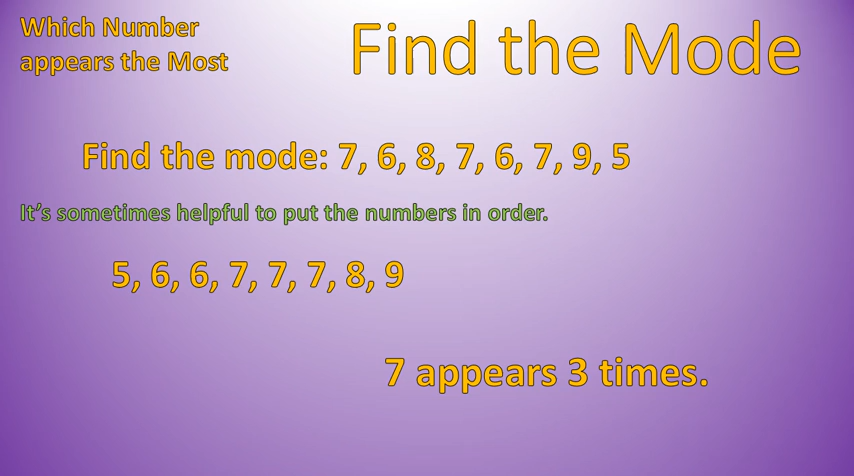 Which Number
appears the Most
Find the Mode
Find the mode: 7, 6, 8, 7, 6, 7, 9, 5
It's sometimes helpful to put the numbers in order.
5, 6, 6, 7, 7, 7, 8, 9
7 appears 3 times.